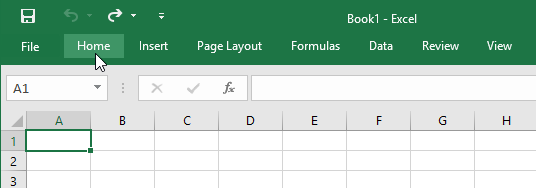 Book1 - Excel
File Home Insert Page Layout Formulas Data Review View
A1 fx
A B C D E F G H
1
2
3